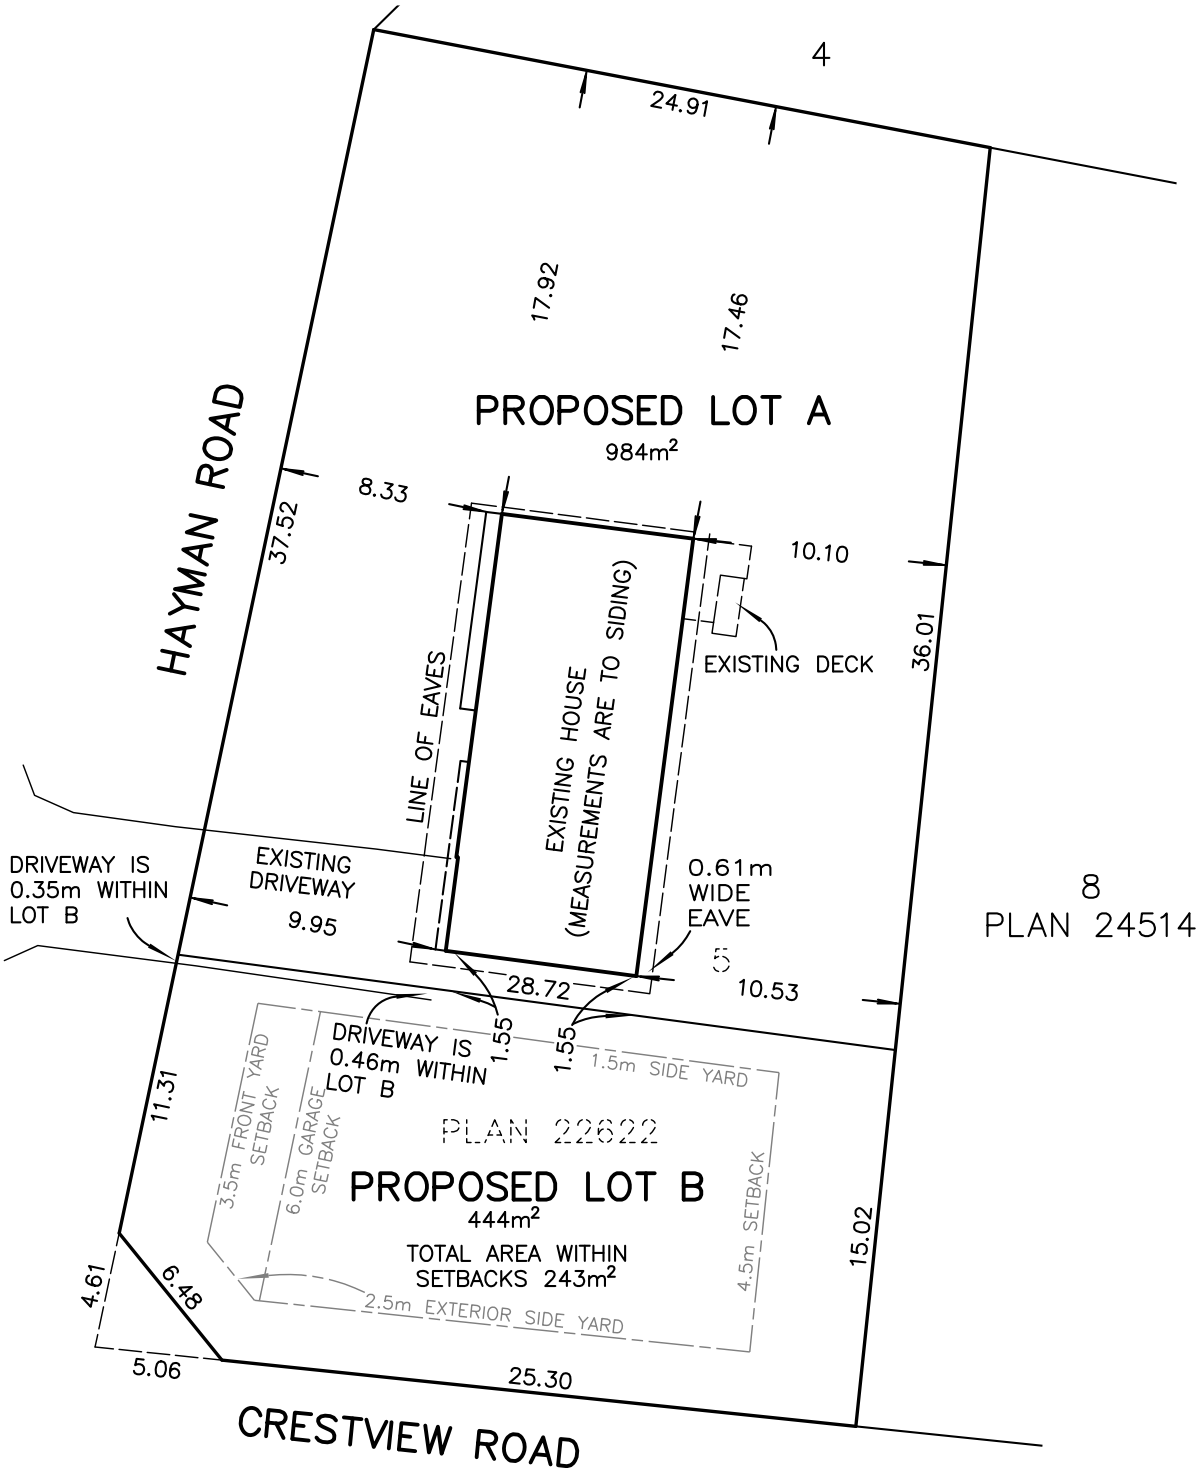 4
24.91
17.92
17.46
PROPOSED LOT A
984m²
HAYMAN ROAD
37.52
8.33
10.10
36.01
EXISTING DECK
LINE OF EAVES
EXISTING HOUSE
(MEASUREMENTS ARE TO SIDING)
DRIVEWAY IS
0.35m WITHIN
LOT B
EXISTING
DRIVEWAY
9.95
0.61m
WIDE
EAVE
8
PLAN 24514
5
28.72
10.53
1.55
1.55
DRIVEWAY IS
0.46m WITHIN
LOT B
1.5m SIDE YARD
11.31
3.5m FRONT YARD
SETBACK
6.0m GARAGE
SETBACK
PLAN 22622
PROPOSED LOT B
444m²
TOTAL AREA WITHIN
SETBACKS 243m²
4.5m SETBACK
15.02
4.61
6.48
2.5m EXTERIOR SIDE YARD
5.06
25.30
CRESTVIEW ROAD